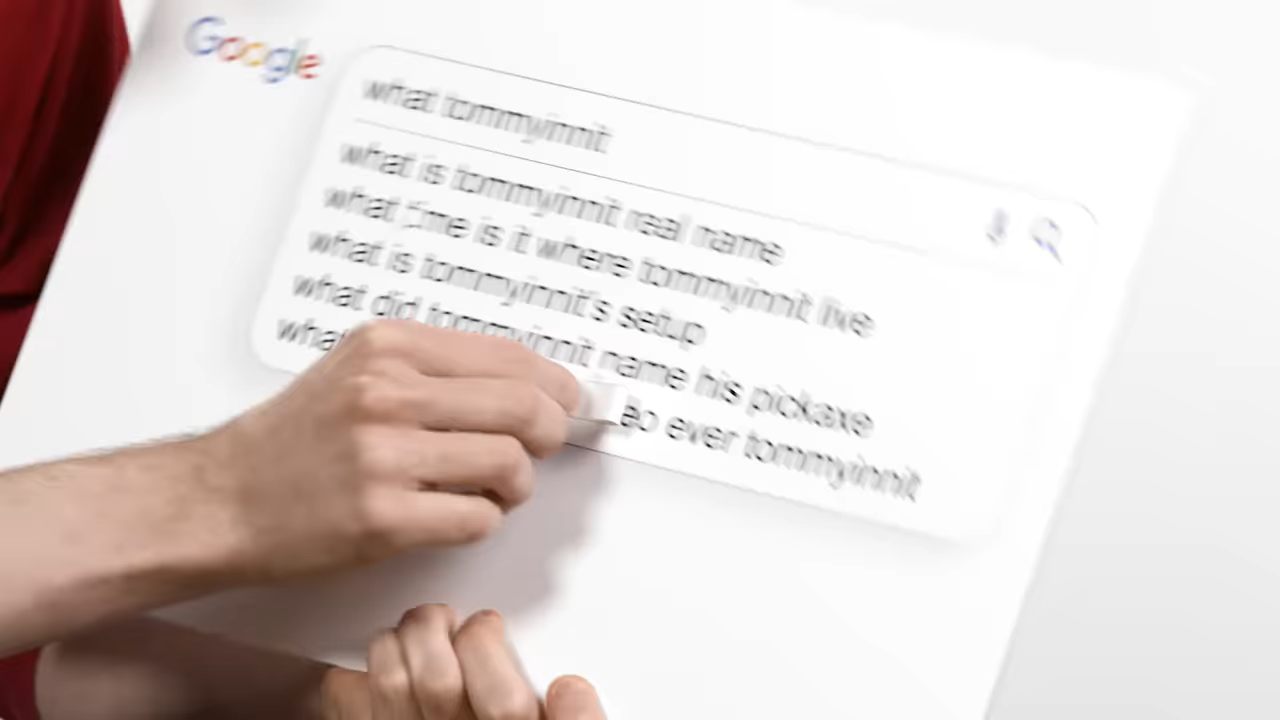 Google
what tommyinnit
what is tommyinnit real name
what time is it where tommyinnit live
what is tommyinnit's setup
what did tommyinnit name his pickaxe
what ever tommyinnit